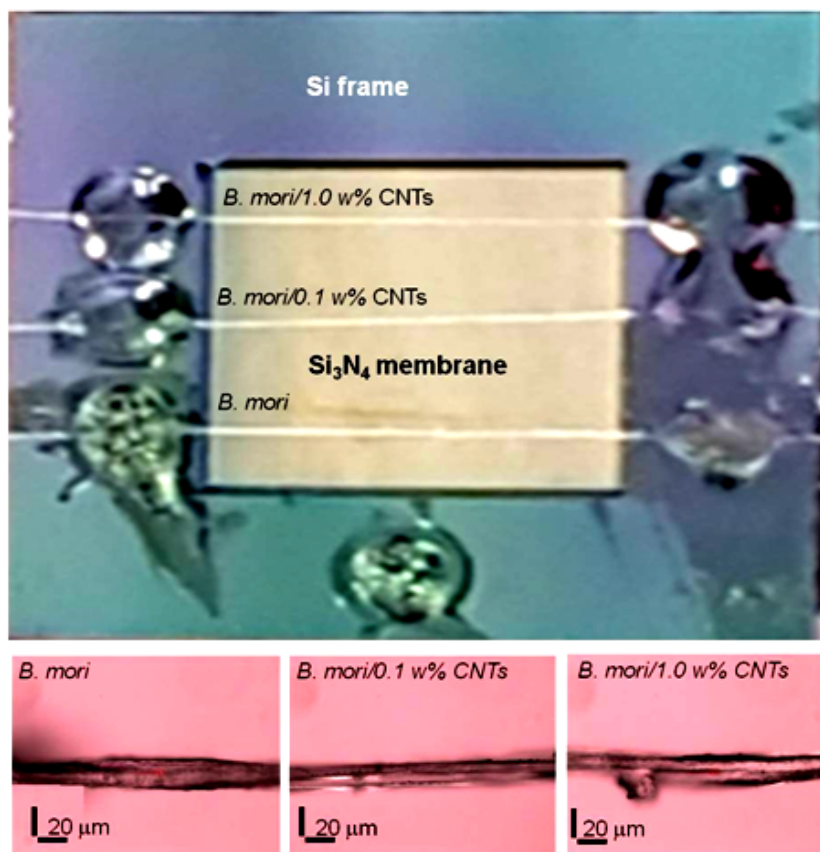 Si frame
B. mori/1.0 w% CNTs
B. mori/0.1 w% CNTs
Si₃N₄ membrane
B. mori
B. mori
B. mori/0.1 w% CNTs
B. mori/1.0 w% CNTs
20 μm
20 μm
20 μm